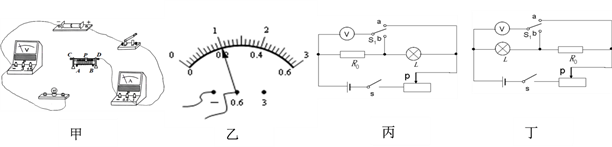 +
V
C P D
A B
A
甲
0 1 2 3
0 0.2 0.4 0.6
− 0.6 3
乙
V
a
S₁ b
R₀ L
P
s
丙
V
a
S₁ b
L R₀
P
s
丁